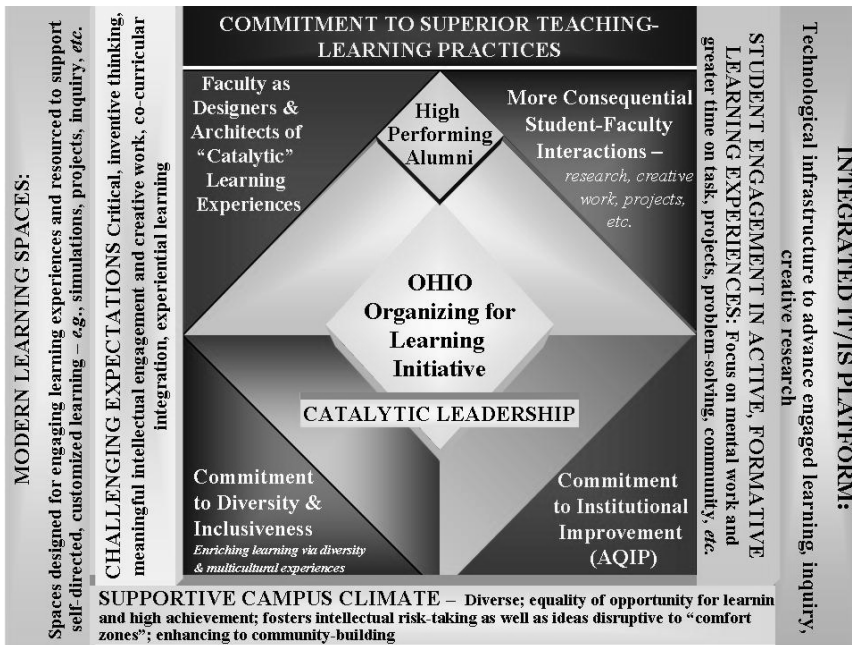 COMMITMENT TO SUPERIOR TEACHING-
LEARNING PRACTICES
MODERN LEARNING SPACES:
Spaces designed for engaging learning experiences and resourced to support
self-directed, customized learning – e.g., simulations, projects, inquiry, etc.
CHALLENGING EXPECTATIONS Critical, inventive thinking,
meaningful intellectual engagement and creative work, co-curricular
integration, experiential learning
Faculty as
Designers &
Architects of
“Catalytic”
Learning
Experiences
High
Performing
Alumni
More Consequential
Student-Faculty
Interactions –
research, creative
work, projects,
etc.
OHIO
Organizing for
Learning
Initiative
CATALYTIC LEADERSHIP
Commitment
to Diversity &
Inclusiveness
Enriching learning via diversity
& multicultural experiences
Commitment
to Institutional
Improvement
(AQIP)
STUDENT ENGAGEMENT IN ACTIVE, FORMATIVE
LEARNING EXPERIENCES: Focus on mental work and
greater time on task, projects, problem-solving, community, etc.
INTEGRATED IT/IS PLATFORM:
Technological infrastructure to advance engaged learning, inquiry,
creative research
SUPPORTIVE CAMPUS CLIMATE – Diverse; equality of opportunity for learnin
and high achievement; fosters intellectual risk-taking as well as ideas disruptive to “comfort
zones”; enhancing to community-building